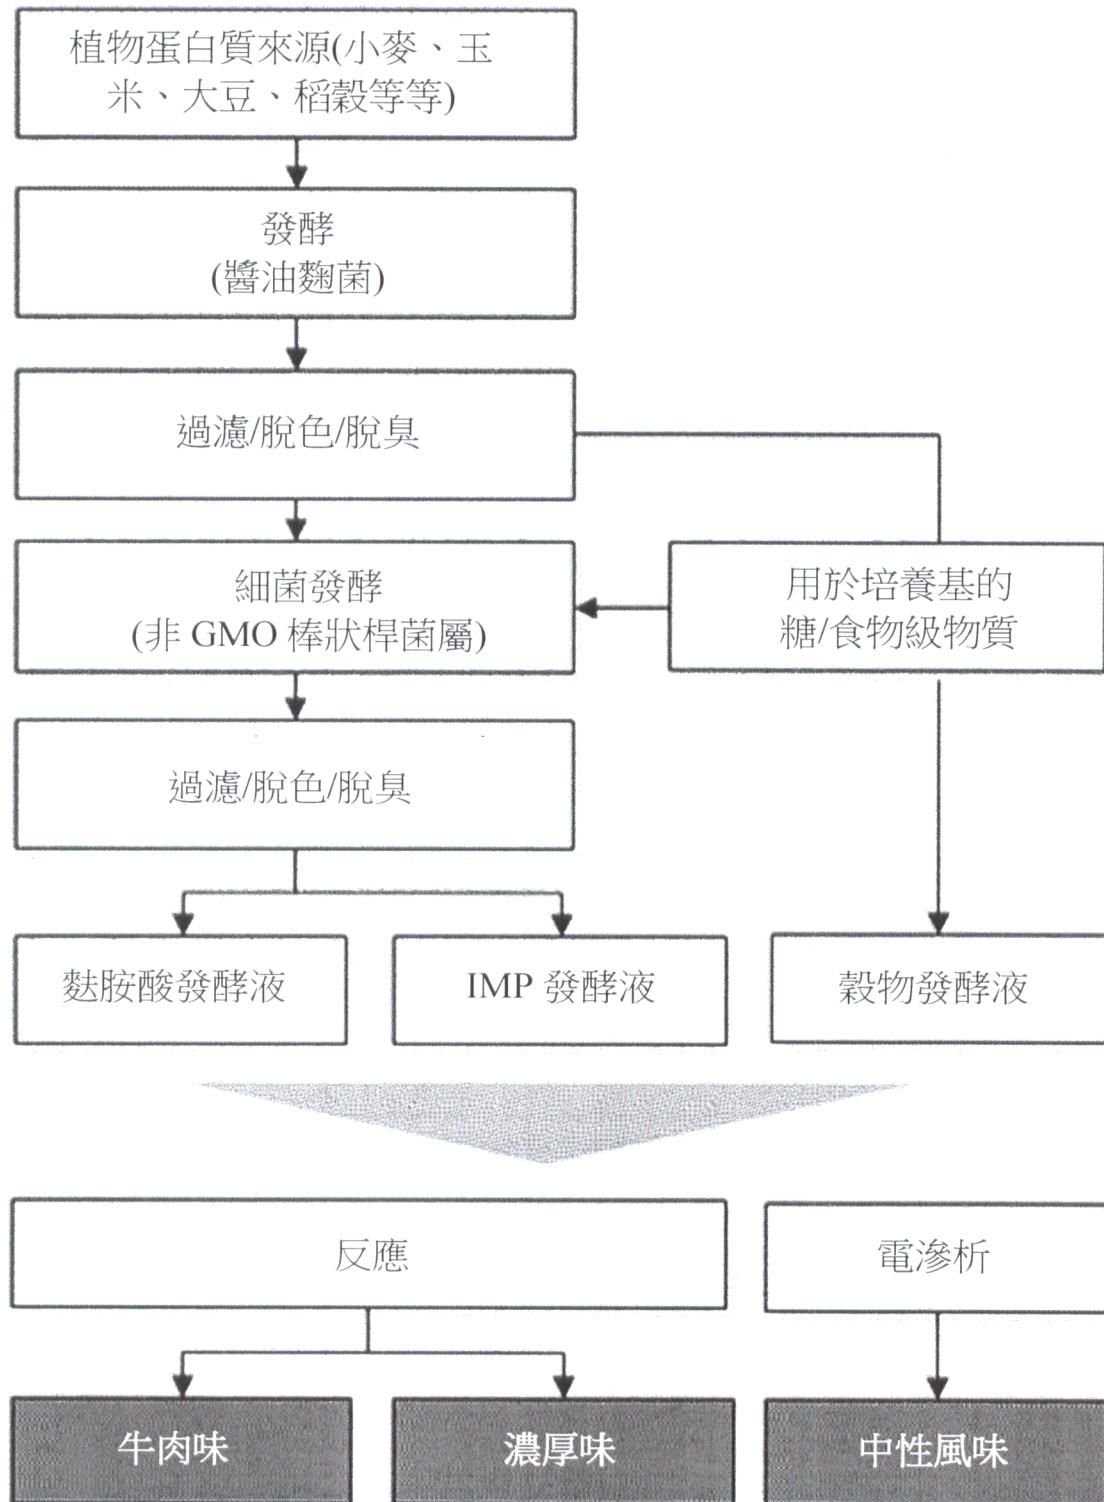 植物蛋白質來源(小麥、玉
米、大豆、稻穀等等)
發酵
(醬油麴菌)
過濾/脫色/脫臭
細菌發酵
(非 GMO 棒狀桿菌屬)
用於培養基的
糖/食物級物質
過濾/脫色/脫臭
麩胺酸發酵液
IMP 發酵液
穀物發酵液
反應
電滲析
牛肉味
濃厚味
中性風味